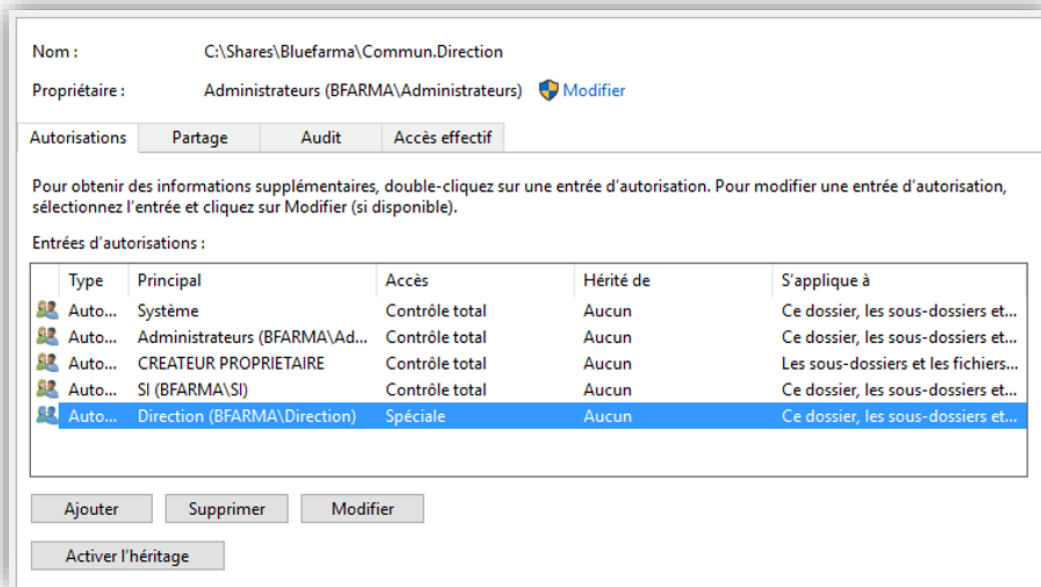 Nom : C:\Shares\Bluefarma\Commun.Direction
Propriétaire : Administrateurs (BFARMA\Administrateurs) Modifier
Autorisations Partage Audit Accès effectif
Pour obtenir des informations supplémentaires, double-cliquez sur une entrée d'autorisation. Pour modifier une entrée d'autorisation,
sélectionnez l'entrée et cliquez sur Modifier (si disponible).
Entrées d'autorisations :
Type Principal Accès Hérité de S'applique à
Auto... Système Contrôle total Aucun Ce dossier, les sous-dossiers et...
Auto... Administrateurs (BFARMA\Ad... Contrôle total Aucun Ce dossier, les sous-dossiers et...
Auto... CREATEUR PROPRIETAIRE Contrôle total Aucun Les sous-dossiers et les fichiers...
Auto... SI (BFARMA\SI) Contrôle total Aucun Ce dossier, les sous-dossiers et...
Auto... Direction (BFARMA\Direction) Spéciale Aucun Ce dossier, les sous-dossiers et...
Ajouter Supprimer Modifier
Activer l'héritage